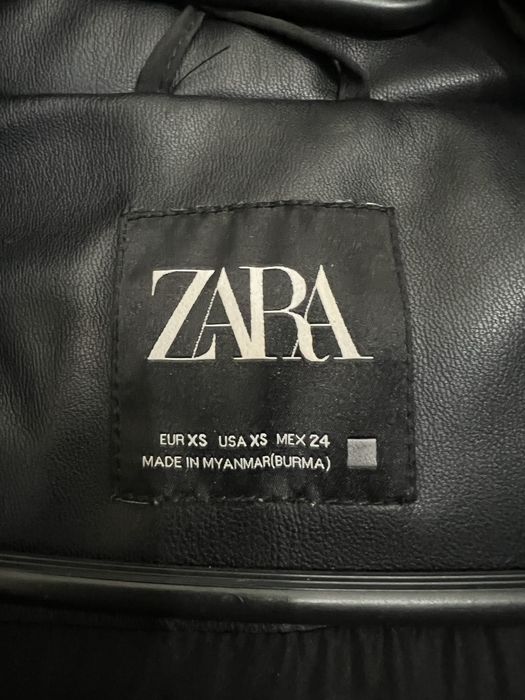 ZARA
EUR XS USA XS MEX 24
MADE IN MYANMAR(BURMA)